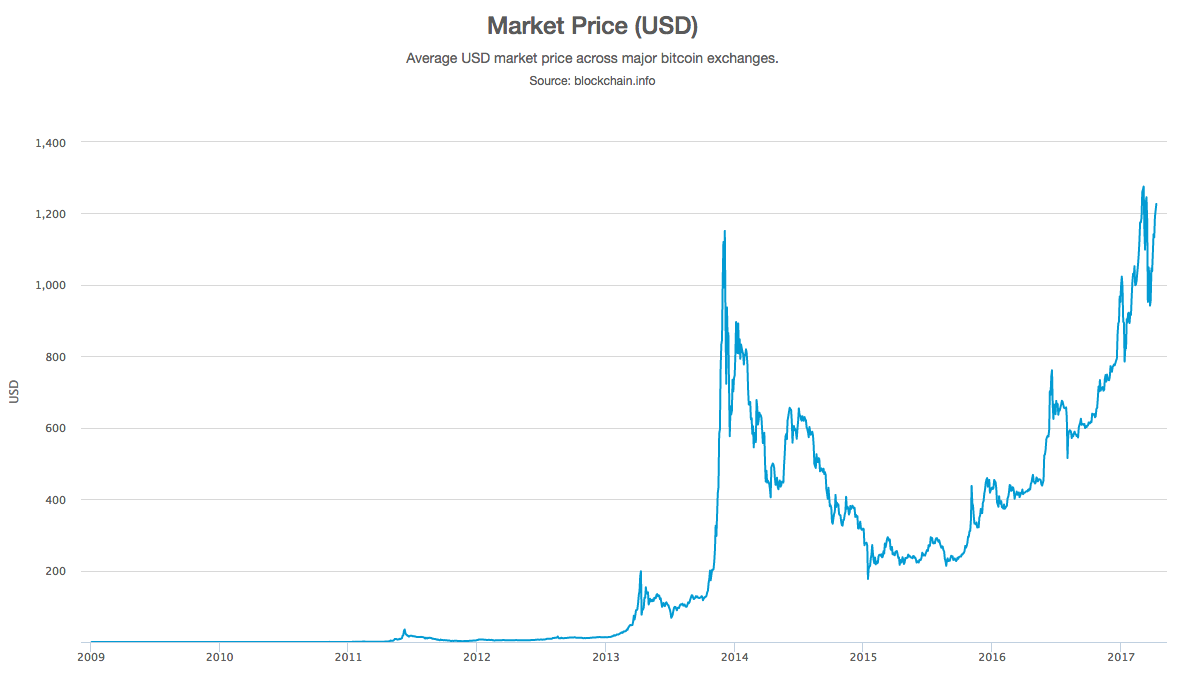 Market Price (USD)
Average USD market price across major bitcoin exchanges.
Source: blockchain.info
1,400
1,200
1,000
800
600
400
200
USD
2009 2010 2011 2012 2013 2014 2015 2016 2017